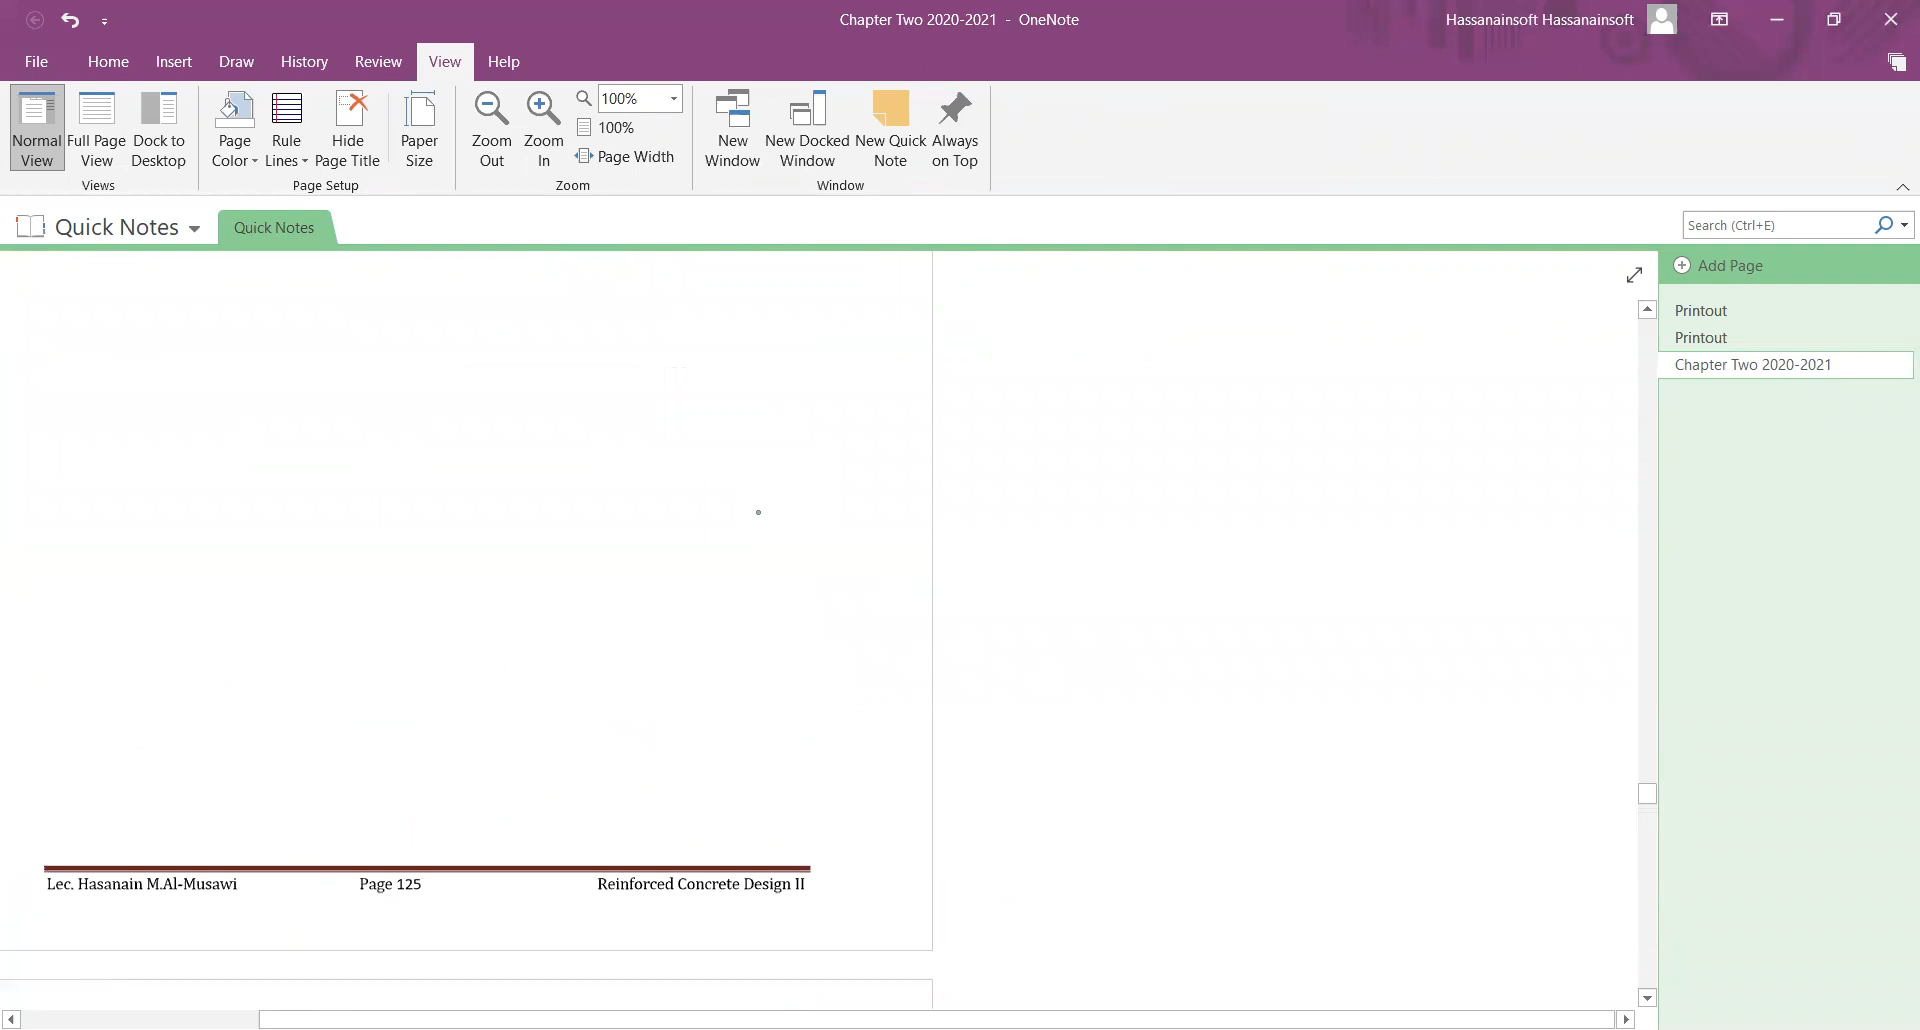 Chapter Two 2020-2021 - OneNote
Hassanainsoft Hassanainsoft
File Home Insert Draw History Review View Help
Normal View
Full Page View
Dock to Desktop
Views
Page Color
Rule Lines
Hide Page Title
Paper Size
Page Setup
Zoom Out
Zoom In
100%
100%
Page Width
Zoom
New Window
New Docked Window
New Quick Note
Always on Top
Window
Quick Notes
Quick Notes
Search (Ctrl+E)
Add Page
Printout
Printout
Chapter Two 2020-2021
Lec. Hasanain M.Al-Musawi Page 125 Reinforced Concrete Design II